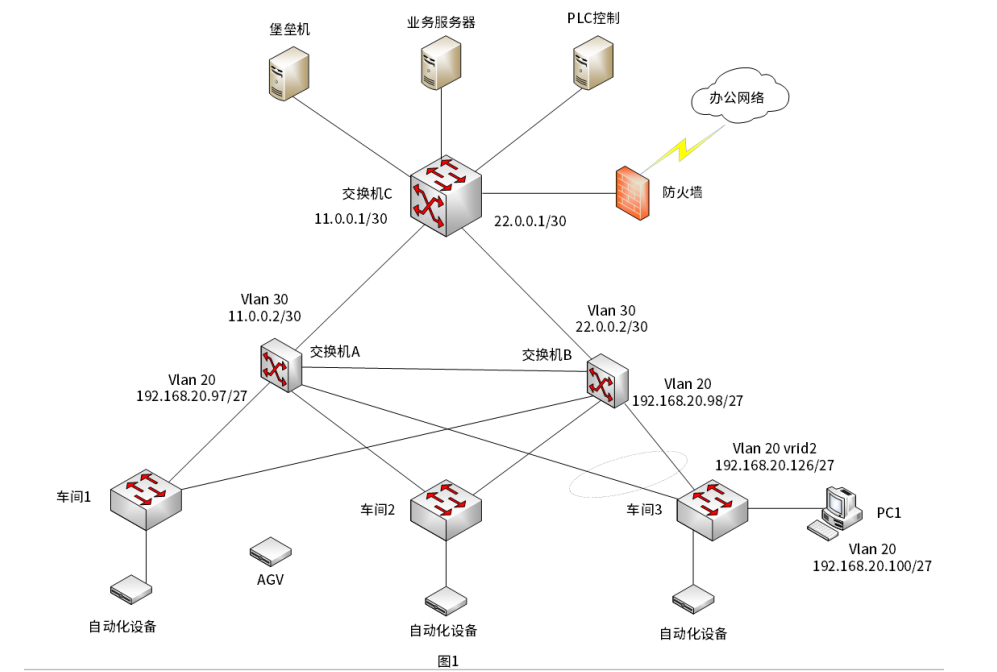 堡垒机
业务服务器
PLC控制
办公网络
交换机C
防火墙
11.0.0.1/30
22.0.0.1/30
Vlan 30
11.0.0.2/30
Vlan 30
22.0.0.2/30
交换机A
交换机B
Vlan 20
192.168.20.97/27
Vlan 20
192.168.20.98/27
Vlan 20 vrid2
192.168.20.126/27
车间1
车间2
车间3
PC1
Vlan 20
192.168.20.100/27
AGV
自动化设备
自动化设备
自动化设备
图1